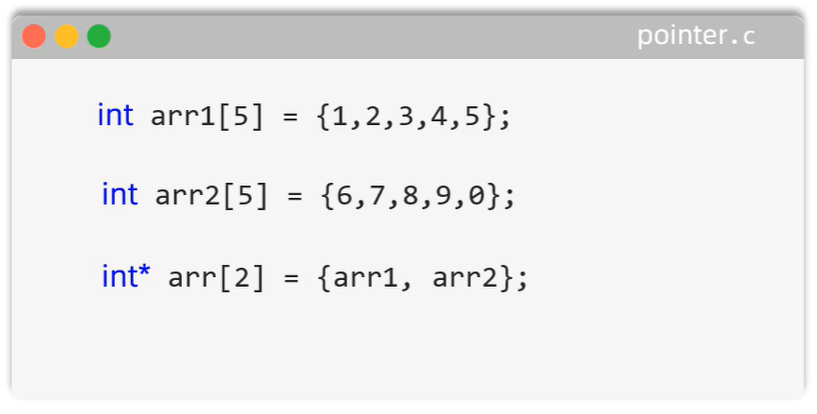 pointer.c
int arr1[5] = {1,2,3,4,5};
int arr2[5] = {6,7,8,9,0};
int* arr[2] = {arr1, arr2};